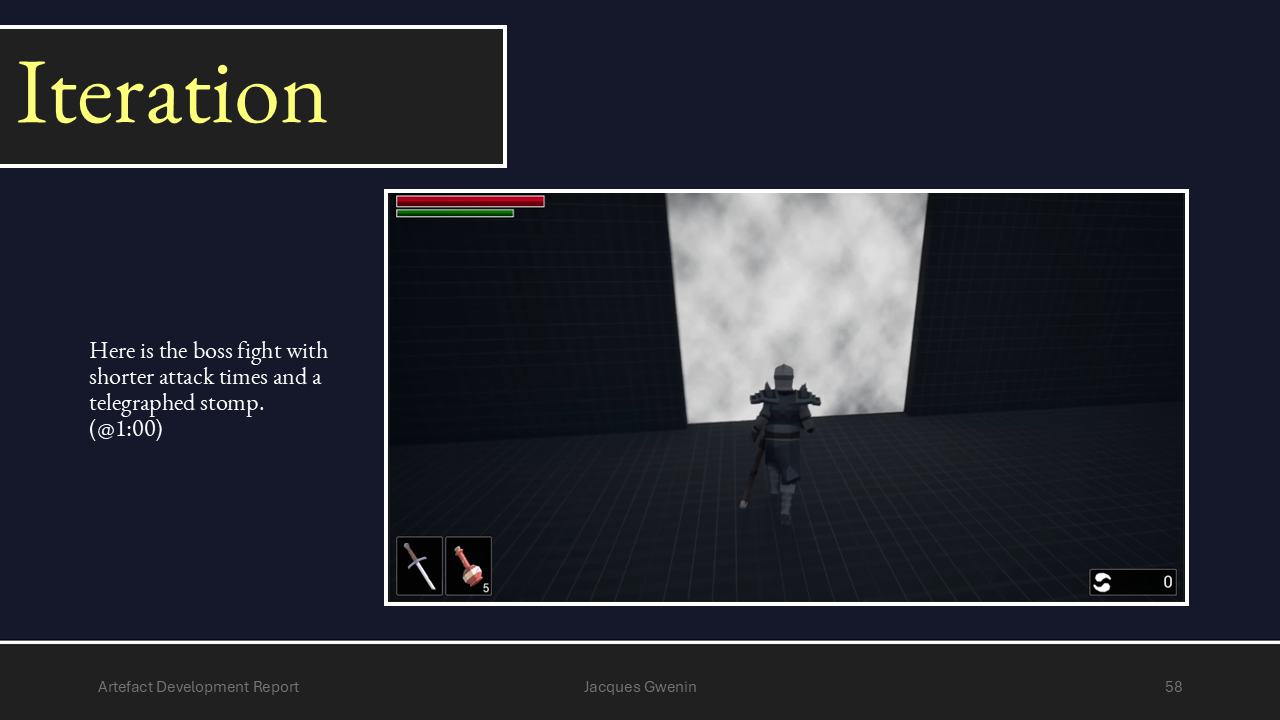 Iteration
Here is the boss fight with
shorter attack times and a
telegraphed stomp.
(@1:00)
5
0
Artefact Development Report
Jacques Gwenin
58